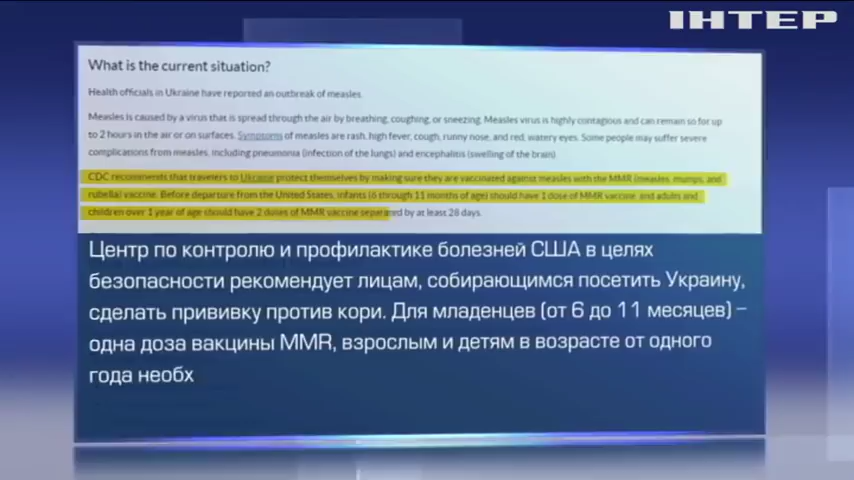 ІНТЕР
What is the current situation?
Health officials in Ukraine have reported an outbreak of measles.
Measles is caused by a virus that is spread through the air by breathing, coughing, or sneezing. Measles virus is highly contagious and can remain so for up
to 2 hours in the air or on surfaces. Symptoms of measles are rash, high fever, cough, runny nose, and red, watery eyes. Some people may suffer severe
complications from measles, including pneumonia (infection of the lungs) and encephalitis (swelling of the brain)
CDC recommends that travelers to Ukraine protect themselves by making sure they are vaccinated against measles with the MMR (measles, mumps, and
rubella) vaccine. Before departure from the United States, infants (6 through 11 months of age) should have 1 dose of MMR vaccine, and adults and
children over 1 year of age should have 2 doses of MMR vaccine separated by at least 28 days.
Центр по контролю и профилактике болезней США в целях
безопасности рекомендует лицам, собирающимся посетить Украину,
сделать прививку против кори. Для младенцев (от 6 до 11 месяцев) –
одна доза вакцины MMR, взрослым и детям в возрасте от одного
года необх